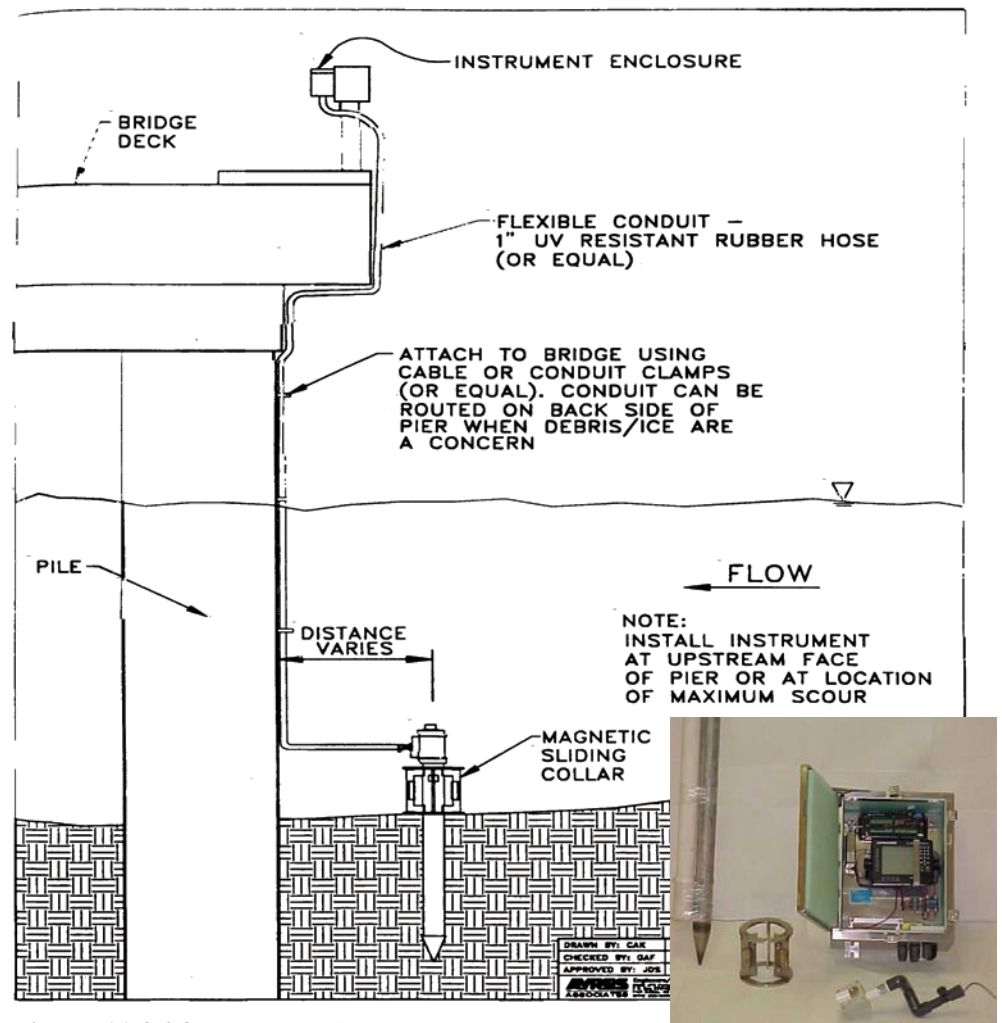 INSTRUMENT ENCLOSURE
BRIDGE
DECK
FLEXIBLE CONDUIT –
1" UV RESISTANT RUBBER HOSE
(OR EQUAL)
ATTACH TO BRIDGE USING
CABLE OR CONDUIT CLAMPS
(OR EQUAL). CONDUIT CAN BE
ROUTED ON BACK SIDE OF
PIER WHEN DEBRIS/ICE ARE
A CONCERN
PILE
FLOW
DISTANCE
VARIES
NOTE:
INSTALL INSTRUMENT
AT UPSTREAM FACE
OF PIER OR AT LOCATION
OF MAXIMUM SCOUR
MAGNETIC
SLIDING
COLLAR
DRAWN BY: CAK
CHECKED BY: GAF
APPROVED BY: JDS
AYRES
ASSOCIATES